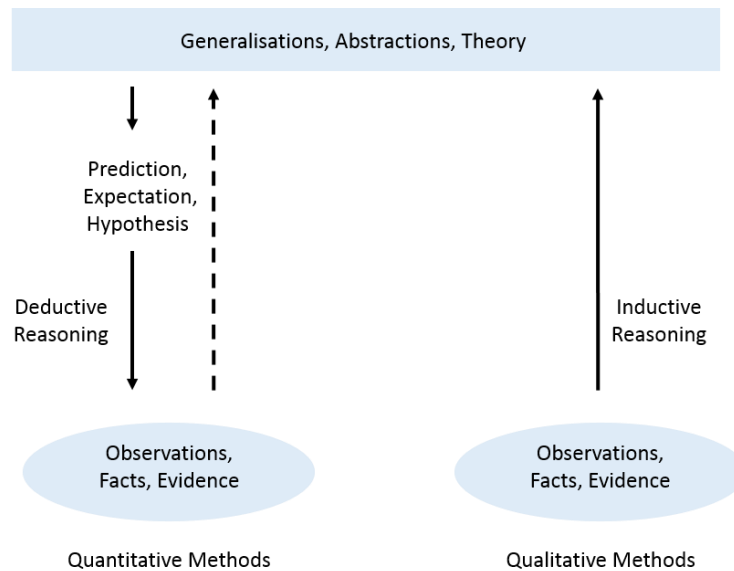 Generalisations, Abstractions, Theory
Prediction,
Expectation,
Hypothesis
Deductive
Reasoning
Inductive
Reasoning
Observations,
Facts, Evidence
Observations,
Facts, Evidence
Quantitative Methods
Qualitative Methods